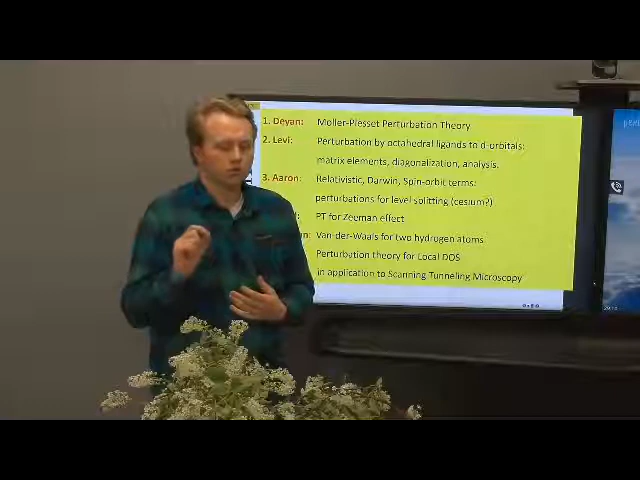 1. Deyan: Moller-Plesset Perturbation Theory
2. Levi: Perturbation by octahedral ligands to d-orbitals:
matrix elements, diagonalization, analysis.
3. Aaron: Relativistic, Darwin, Spin-orbit terms:
perturbations for level splitting (cesium?)
: PT for Zeeman effect
n: Van-der-Waals for two hydrogen atoms
Perturbation theory for Local DOS
in application to Scanning Tunneling Microscopy